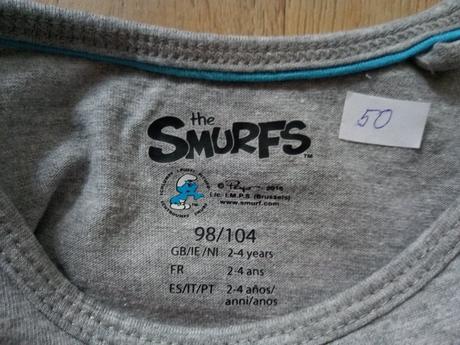 the
SMURFS™
50
© Peyo 2016
Lic. I.M.P.S (Brussels)
www.smurf.com
98/104
GB/IE/NI 2-4 years
FR 2-4 ans
ES/IT/PT 2-4 años/
anni/anos